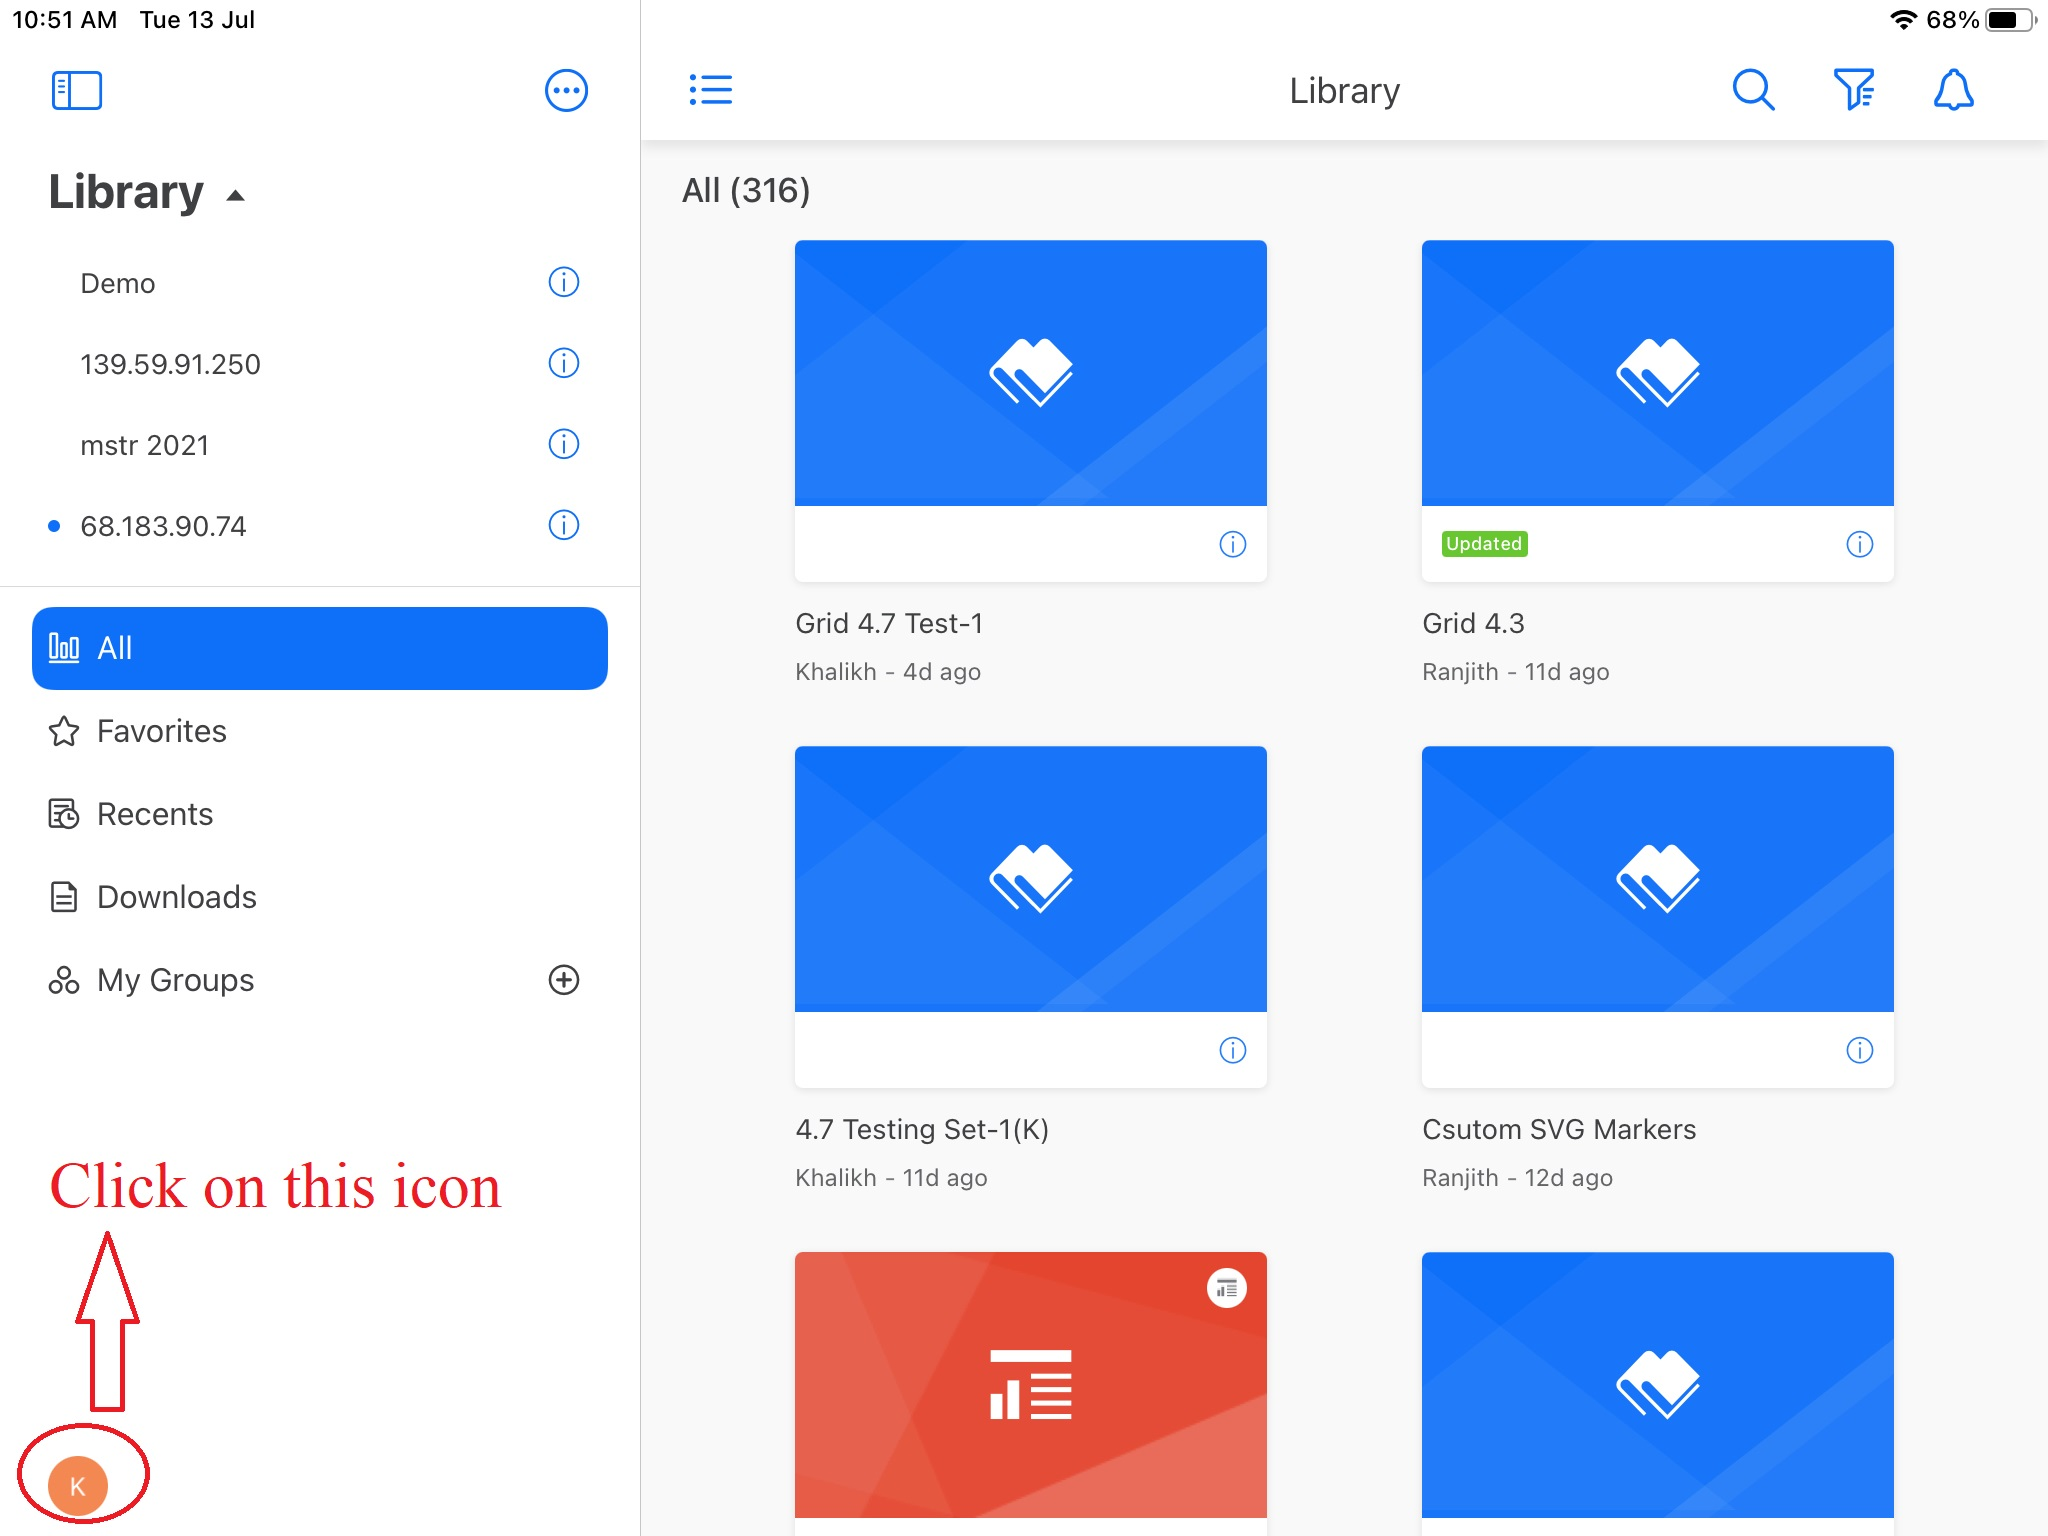 10:51 AM Tue 13 Jul
68%
Library
Library
Demo
139.59.91.250
mstr 2021
68.183.90.74
All
Favorites
Recents
Downloads
My Groups
Click on this icon
K
All (316)
Updated
Grid 4.7 Test-1
Khalikh - 4d ago
Grid 4.3
Ranjith - 11d ago
4.7 Testing Set-1(K)
Khalikh - 11d ago
Csutom SVG Markers
Ranjith - 12d ago